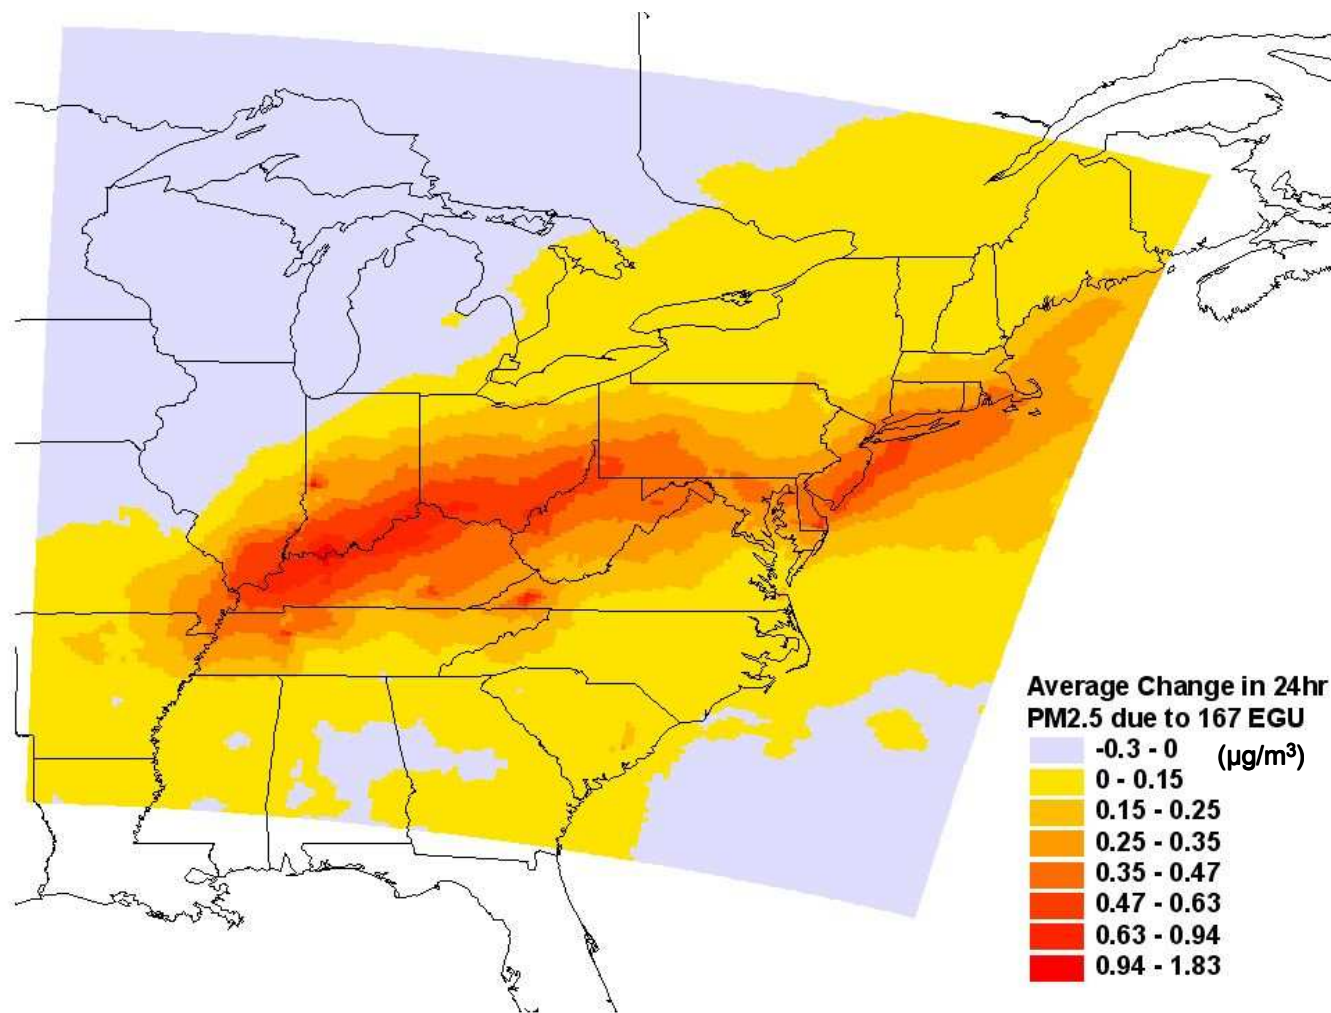 Average Change in 24hr
PM2.5 due to 167 EGU
-0.3 - 0 (μg/m³)
0 - 0.15
0.15 - 0.25
0.25 - 0.35
0.35 - 0.47
0.47 - 0.63
0.63 - 0.94
0.94 - 1.83